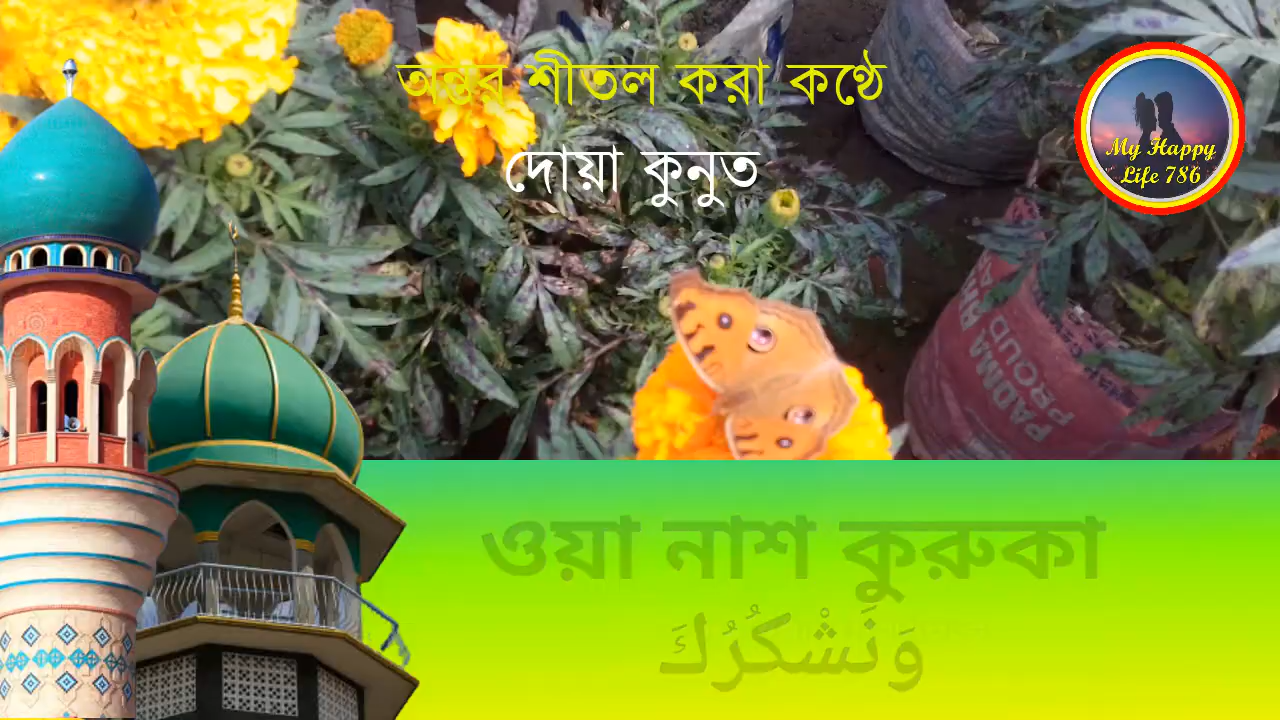 অন্তর শীতল করা কণ্ঠে
দোয়া কুনুত
My Happy
Life 786
PADMA
PROUD
ওয়া নাশ কুরুকা
وَنَشْكُرُكَ